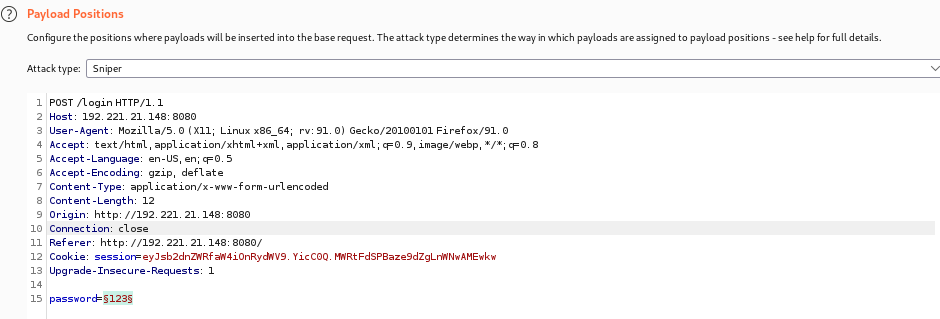 ? Payload Positions
Configure the positions where payloads will be inserted into the base request. The attack type determines the way in which payloads are assigned to payload positions - see help for full details.
Attack type: Sniper
1 POST /login HTTP/1.1
2 Host: 192.221.21.148:8080
3 User-Agent: Mozilla/5.0 (X11; Linux x86_64; rv:91.0) Gecko/20100101 Firefox/91.0
4 Accept: text/html,application/xhtml+xml,application/xml;q=0.9,image/webp,*/*;q=0.8
5 Accept-Language: en-US,en;q=0.5
6 Accept-Encoding: gzip, deflate
7 Content-Type: application/x-www-form-urlencoded
8 Content-Length: 12
9 Origin: http://192.221.21.148:8080
10 Connection: close
11 Referer: http://192.221.21.148:8080/
12 Cookie: session=eyJsb2dnZWRfaW4iOnRydWV9.YicC0Q.MWRtFdSPBaze9dZgLnWNwAMEwkw
13 Upgrade-Insecure-Requests: 1
14
15 password=§123§